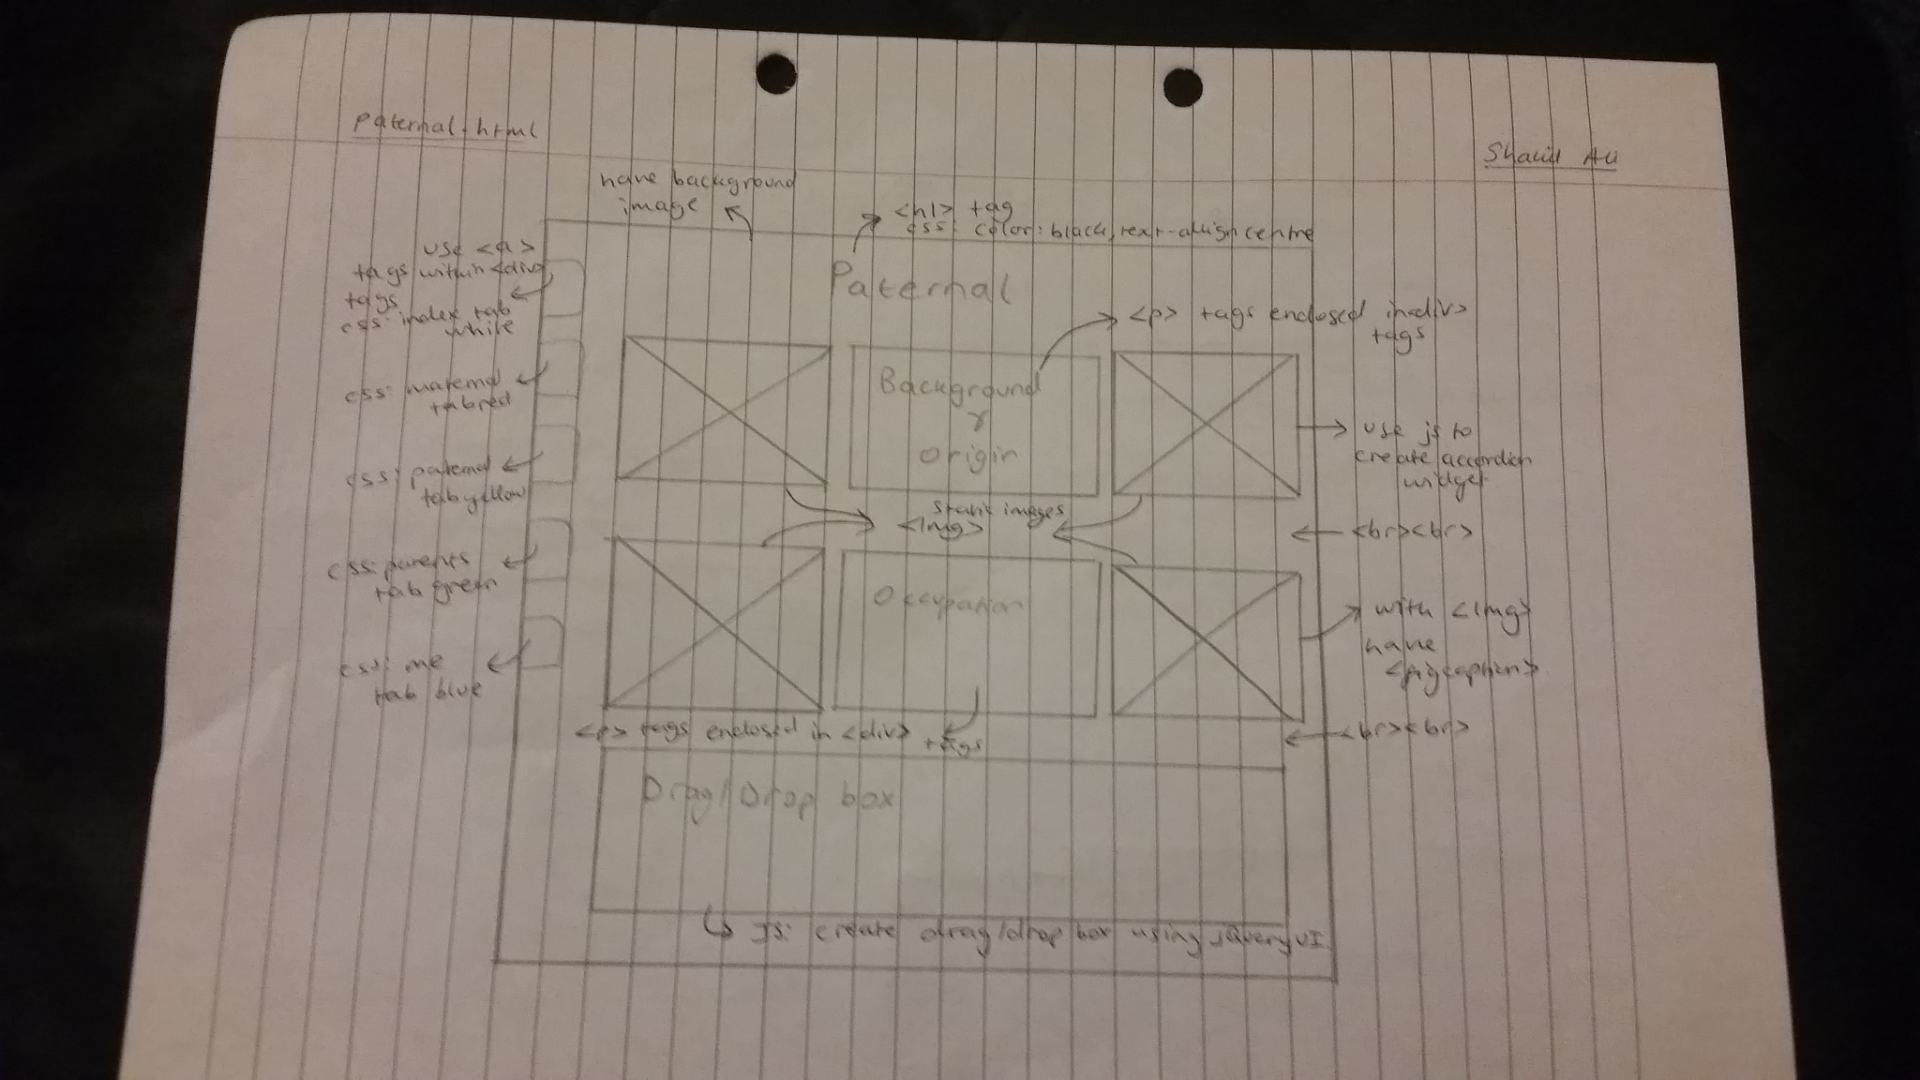 paternal.html
Ali
have background
image
<h1> tag
css: color:black, text-align centre
use <a>
tags within <div>
tags
css: index tab
white
Paternal
<p> tags enclosed in <div>
tags
css: maternal
tab red
Background
&
Origin
use js to
create accordion
widget
css: paternal
tab yellow
static images
<img>
<br><br>
css: parents
tab green
Occupation
with <img>
have
<figcaption>
css: me
tab blue
<p> tags enclosed in <div> tags
<br><br>
Drag/Drop box
JS: create drag/drop box using jQuery UI